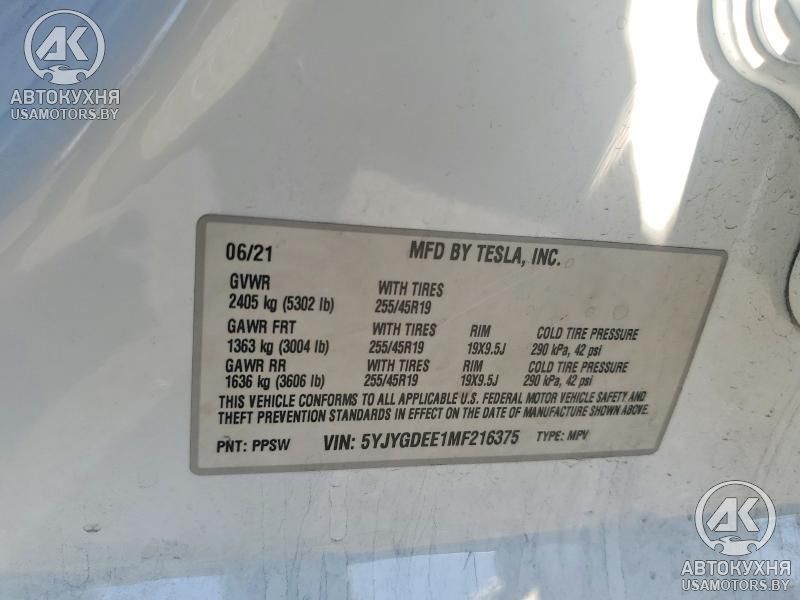 AK
АВТОКУХНЯ
USAMOTORS.BY
06/21 MFD BY TESLA, INC.
GVWR WITH TIRES
2405 kg (5302 lb) 255/45R19
GAWR FRT WITH TIRES RIM COLD TIRE PRESSURE
1363 kg (3004 lb) 255/45R19 19X9.5J 290 kPa, 42 psi
GAWR RR WITH TIRES RIM COLD TIRE PRESSURE
1636 kg (3606 lb) 255/45R19 19X9.5J 290 kPa, 42 psi
THIS VEHICLE CONFORMS TO ALL APPLICABLE U.S. FEDERAL MOTOR VEHICLE SAFETY AND
THEFT PREVENTION STANDARDS IN EFFECT ON THE DATE OF MANUFACTURE SHOWN ABOVE.
PNT: PPSW VIN: 5YJYGDEE1MF216375 TYPE: MPV
AK
АВТОКУХНЯ
USAMOTORS.BY